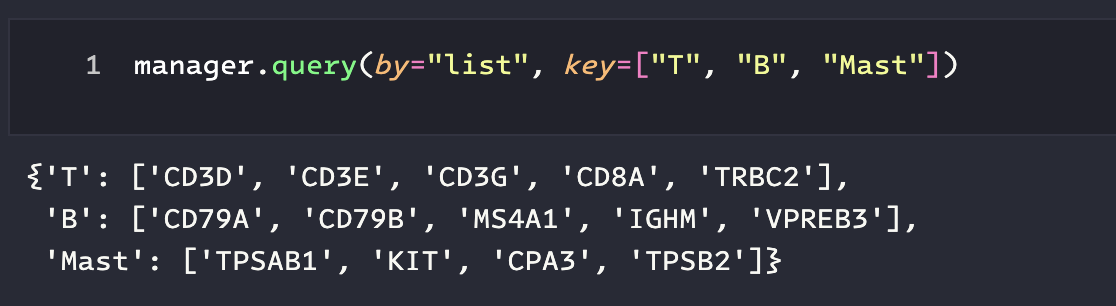 1 manager.query(by="list", key=["T", "B", "Mast"])
{'T': ['CD3D', 'CD3E', 'CD3G', 'CD8A', 'TRBC2'],
'B': ['CD79A', 'CD79B', 'MS4A1', 'IGHM', 'VPREB3'],
'Mast': ['TPSAB1', 'KIT', 'CPA3', 'TPSB2']}